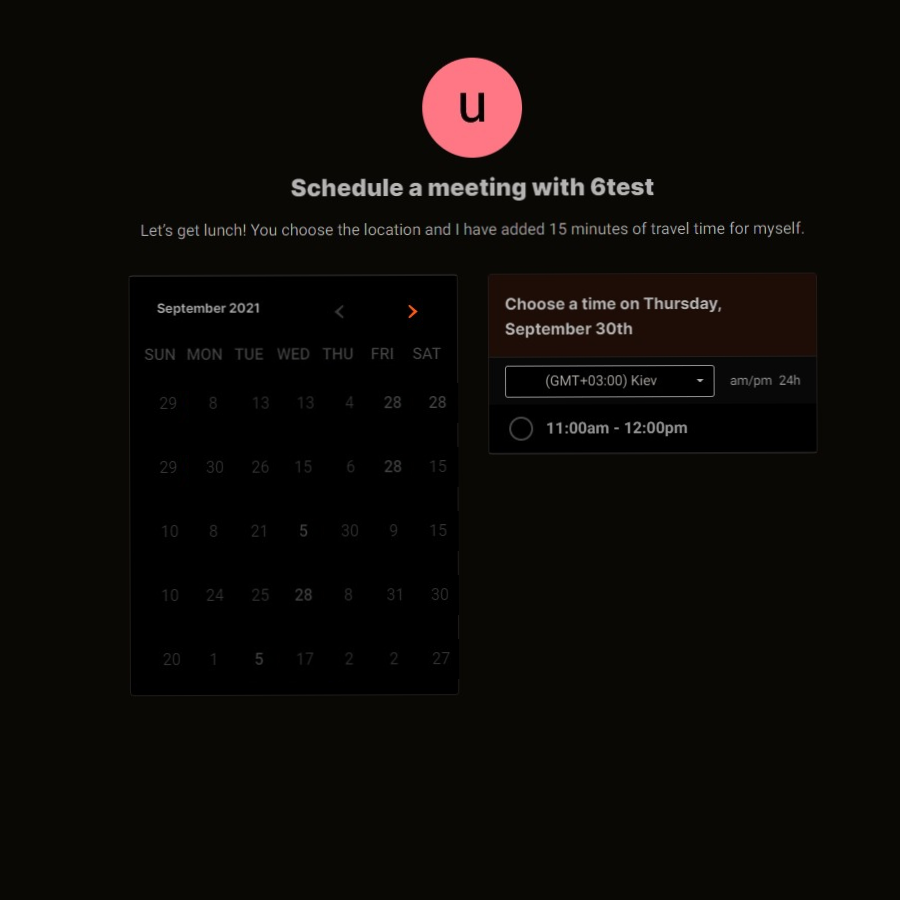 u
Schedule a meeting with 6test
Let's get lunch! You choose the location and I have added 15 minutes of travel time for myself.
September 2021
SUN MON TUE WED THU FRI SAT
29 8 13 13 4 28 28
29 30 26 15 6 28 15
10 8 21 5 30 9 15
10 24 25 28 8 31 30
20 1 5 17 2 2 27
Choose a time on Thursday,
September 30th
(GMT+03:00) Kiev am/pm 24h
11:00am - 12:00pm